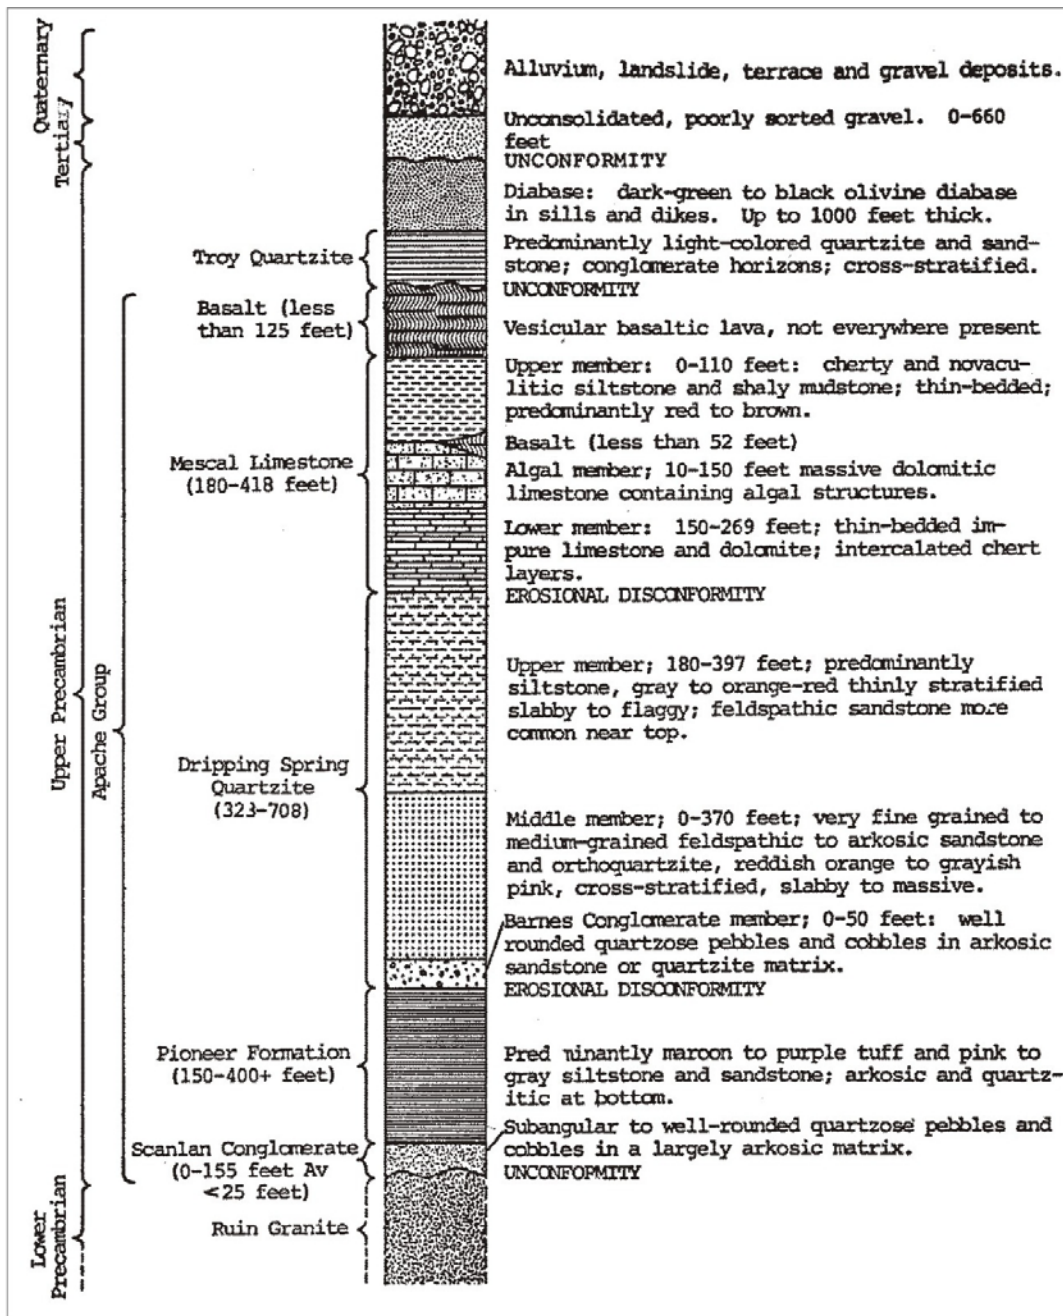 Quaternary
Tertiary
Alluvium, landslide, terrace and gravel deposits.
Unconsolidated, poorly sorted gravel. 0-660
feet
UNCONFORMITY
Diabase: dark-green to black olivine diabase
in sills and dikes. Up to 1000 feet thick.
Troy Quartzite
Predominantly light-colored quartzite and sand-
stone; conglomerate horizons; cross-stratified.
UNCONFORMITY
Basalt (less
than 125 feet)
Vesicular basaltic lava, not everywhere present
Upper member: 0-110 feet: cherty and novacu-
litic siltstone and shaly mudstone; thin-bedded;
predominantly red to brown.
Basalt (less than 52 feet)
Mescal Limestone
(180-418 feet)
Algal member; 10-150 feet massive dolomitic
limestone containing algal structures.
Lower member: 150-269 feet; thin-bedded im-
pure limestone and dolomite; intercalated chert
layers.
EROSIONAL DISCONFORMITY
Upper Precambrian
Apache Group
Upper member; 180-397 feet; predominantly
siltstone, gray to orange-red thinly stratified
slabby to flaggy; feldspathic sandstone more
common near top.
Dripping Spring
Quartzite
(323-708)
Middle member; 0-370 feet; very fine grained to
medium-grained feldspathic to arkosic sandstone
and orthoquartzite, reddish orange to grayish
pink, cross-stratified, slabby to massive.
Barnes Conglomerate member; 0-50 feet: well
rounded quartzose pebbles and cobbles in arkosic
sandstone or quartzite matrix.
EROSIONAL DISCONFORMITY
Pioneer Formation
(150-400+ feet)
Pred ninantly maroon to purple tuff and pink to
gray siltstone and sandstone; arkosic and quartz-
itic at bottom.
Scanlan Conglomerate
(0-155 feet Av
<25 feet)
Subangular to well-rounded quartzose pebbles and
cobbles in a largely arkosic matrix.
UNCONFORMITY
Lower
Precambrian
Ruin Granite